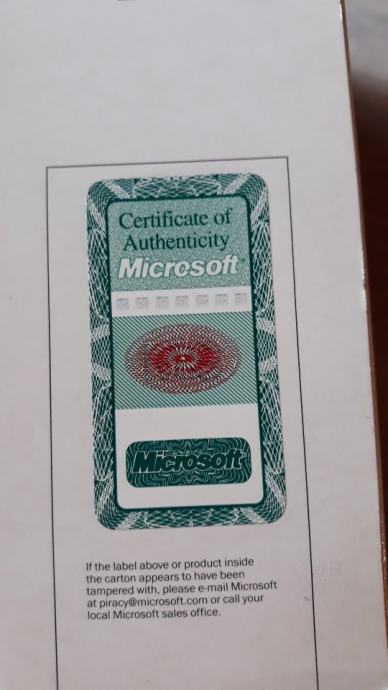 Certificate of
Authenticity
Microsoft
Microsoft
If the label above or product inside
the carton appears to have been
tampered with, please e-mail Microsoft
at piracy@microsoft.com or call your
local Microsoft sales office.